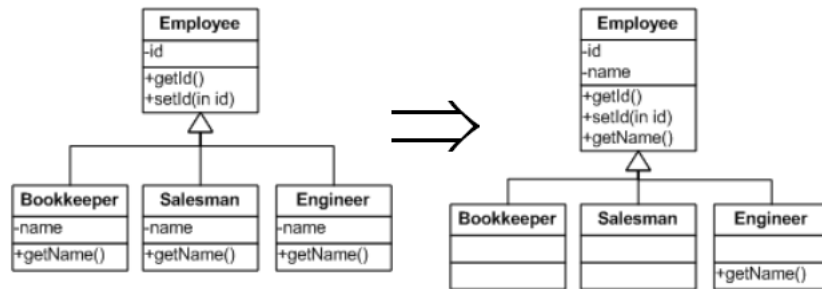 Employee
-id
+getId()
+setId(in id)
Bookkeeper
-name
+getName()
Salesman
-name
+getName()
Engineer
-name
+getName()
Employee
-id
-name
+getId()
+setId(in id)
+getName()
Bookkeeper
Salesman
Engineer
+getName()